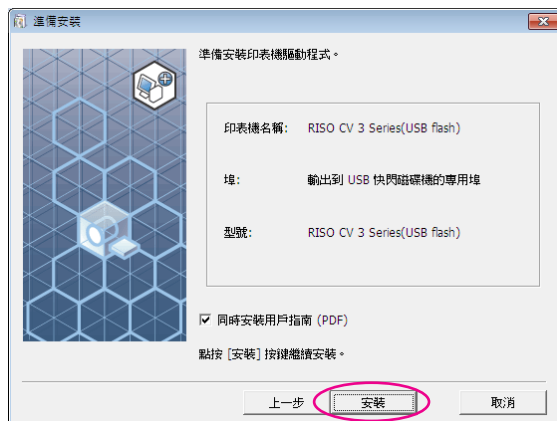 準備安裝
準備安裝印表機驅動程式。
印表機名稱: RISO CV 3 Series(USB flash)
埠: 輸出到 USB 快閃磁碟機的專用埠
型號: RISO CV 3 Series(USB flash)
同時安裝用戶指南 (PDF)
點按 [安裝] 按鍵繼續安裝。
上一步 安裝 取消